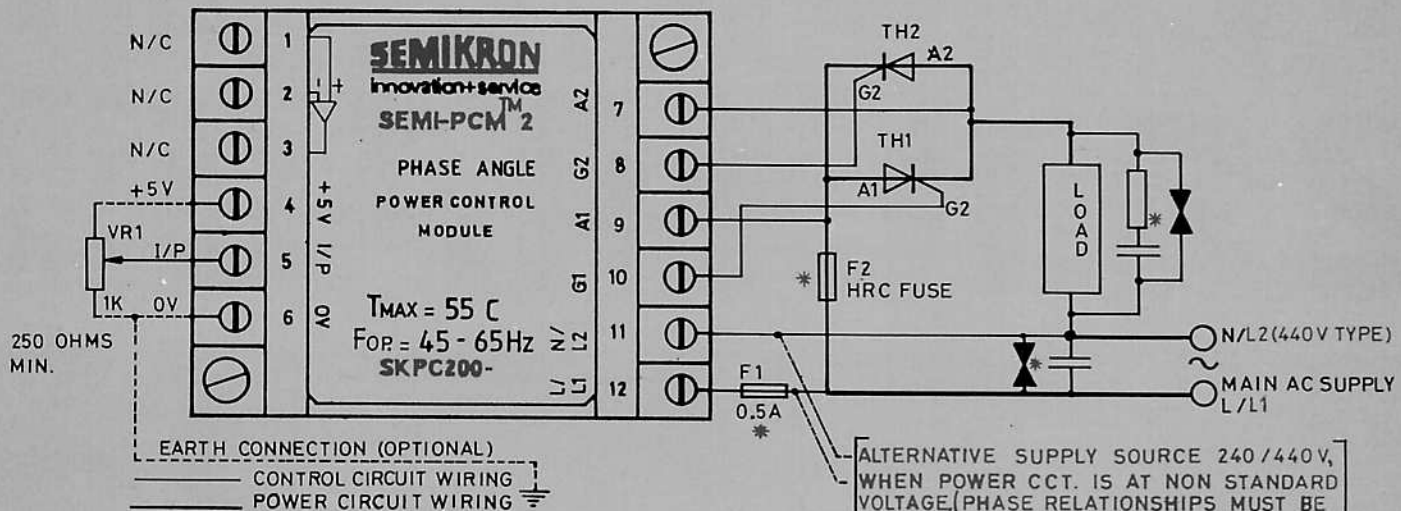 N/C
1
SEMIKRON
innovation+service
SEMI-PCM™2
A2
TH2
A2
G2
N/C
2
- +
7
N/C
3
PHASE ANGLE
POWER CONTROL
MODULE
G2
8
TH1
A1
G2
+5V
4
+5V
A1
9
LOAD
*
VR1
I/P
5
I/P
G1
10
* F2
HRC FUSE
1K
0V
6
0V
TMAX = 55 C
FOP. = 45 - 65Hz
SKPC200-
N/
L2
11
*
N/L2 (440V TYPE)
~
250 OHMS
MIN.
L/
L1
12
F1
0.5A
*
MAIN AC SUPPLY
L/L1
EARTH CONNECTION (OPTIONAL)
CONTROL CIRCUIT WIRING
POWER CIRCUIT WIRING
ALTERNATIVE SUPPLY SOURCE 240/440V,
WHEN POWER CCT. IS AT NON STANDARD
VOLTAGE.(PHASE RELATIONSHIPS MUST BE